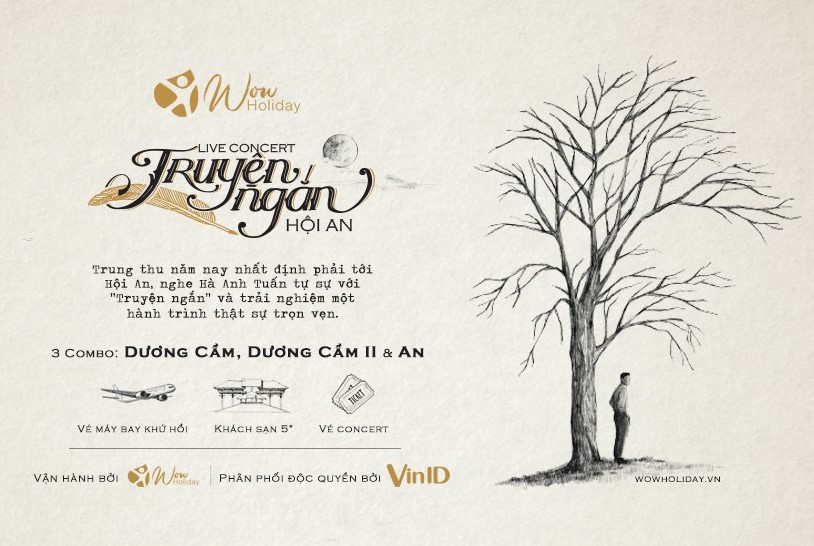 Wow
Holiday
LIVE CONCERT
Truyện
ngắn
HỘI AN
Trung thu năm nay nhất định phải tới
Hội An, nghe Hà Anh Tuấn tự sự với
"Truyện ngắn" và trải nghiệm một
hành trình thật sự trọn vẹn.
3 COMBO: DƯƠNG CẦM, DƯƠNG CẦM II & AN
TICKET
VÉ MÁY BAY KHỨ HỒI KHÁCH SẠN 5* VÉ CONCERT
VẬN HÀNH BỞI Wow Holiday PHÂN PHỐI ĐỘC QUYỀN BỞI VinID
WOWHOLIDAY.VN